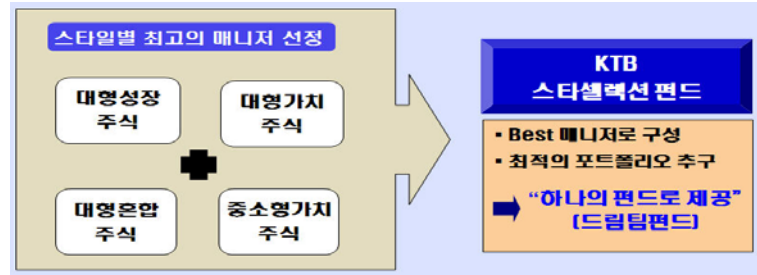 스타일별 최고의 매니저 선정
대형성장
주식
대형가치
주식
대형혼합
주식
중소형가치
주식
KTB
스타셀렉션 펀드
▪ Best 매니저로 구성
▪ 최적의 포트폴리오 추구
“하나의 펀드로 제공”
(드림팀펀드)